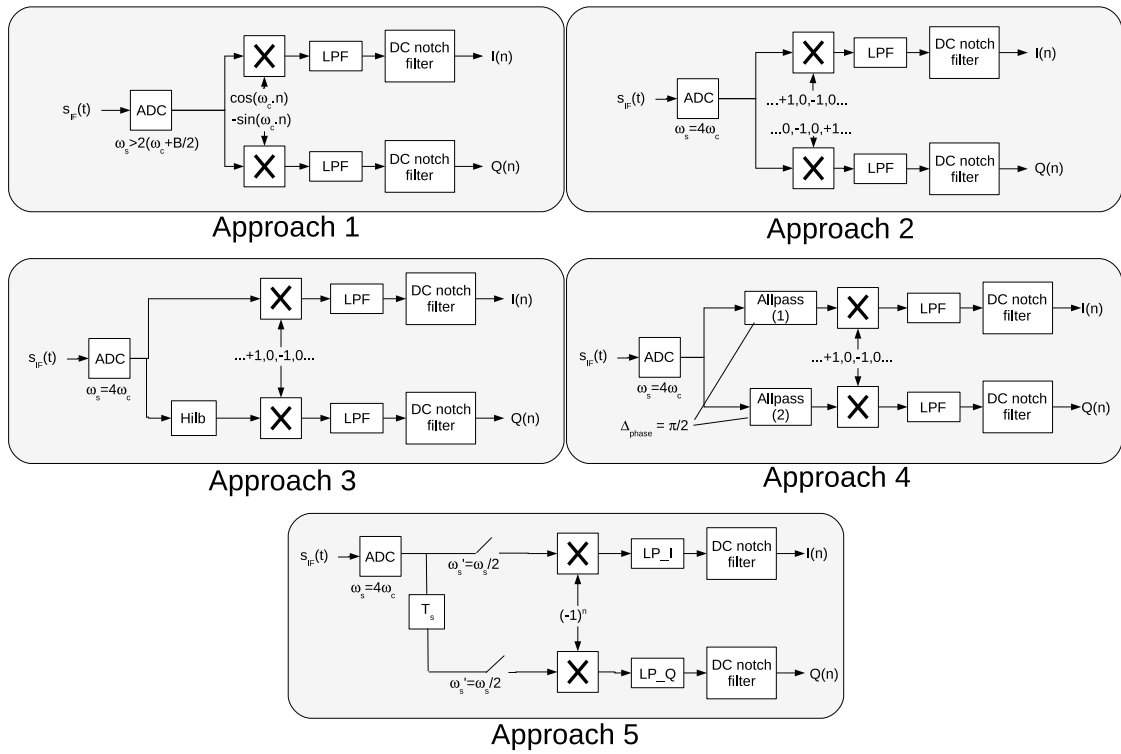 s_IF(t)
ADC
ω_s>2(ω_c+B/2)
cos(ω_c.n)
-sin(ω_c.n)
LPF
DC notch
filter
I(n)
LPF
DC notch
filter
Q(n)
Approach 1
s_IF(t)
ADC
ω_s=4ω_c
...+1,0,-1,0...
...0,-1,0,+1...
LPF
DC notch
filter
I(n)
LPF
DC notch
filter
Q(n)
Approach 2
s_IF(t)
ADC
ω_s=4ω_c
Hilb
...+1,0,-1,0...
LPF
DC notch
filter
I(n)
LPF
DC notch
filter
Q(n)
Approach 3
s_IF(t)
ADC
ω_s=4ω_c
Allpass
(1)
Allpass
(2)
Δ_phase = π/2
...+1,0,-1,0...
LPF
DC notch
filter
I(n)
LPF
DC notch
filter
Q(n)
Approach 4
s_IF(t)
ADC
ω_s=4ω_c
T_s
ω_s'=ω_s/2
ω_s'=ω_s/2
(-1)^n
LP_I
DC notch
filter
I(n)
LP_Q
DC notch
filter
Q(n)
Approach 5